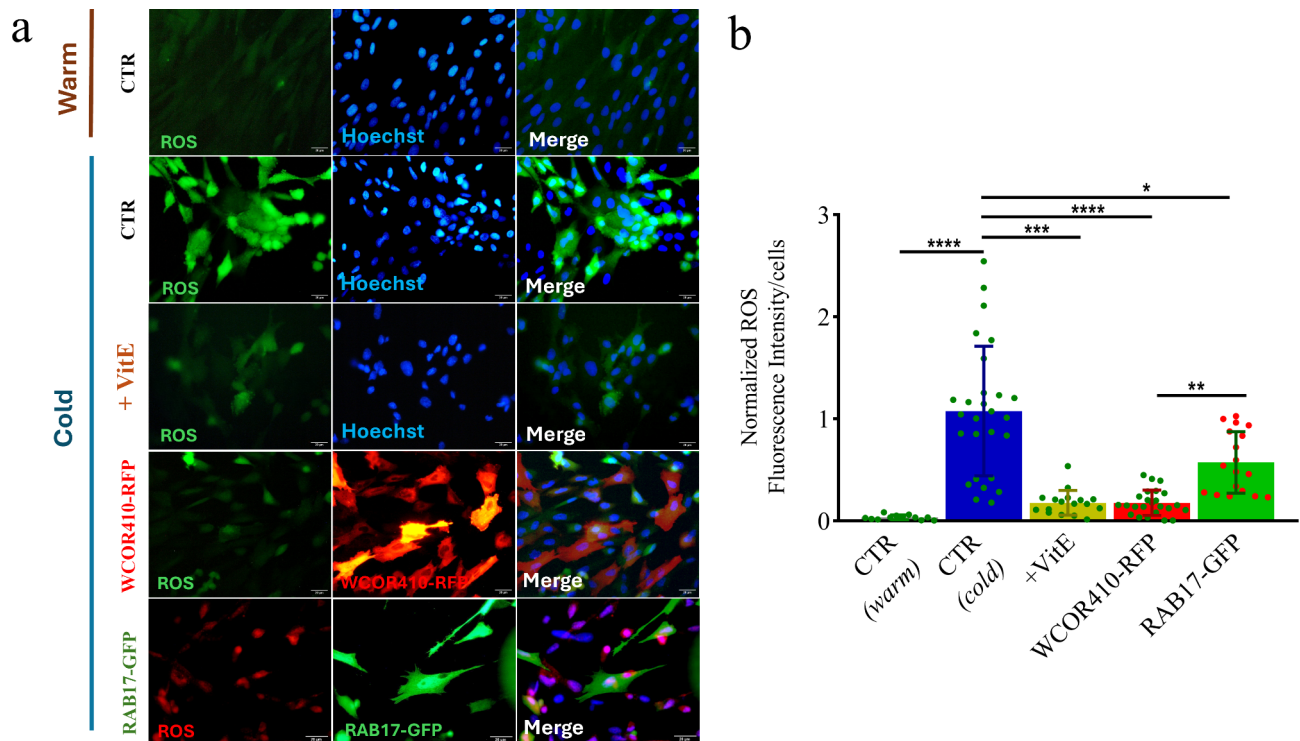 a
Warm
CTR
ROS
Hoechst
Merge
Cold
CTR
ROS
Hoechst
Merge
+ VitE
ROS
Hoechst
Merge
WCOR410-RFP
ROS
WCOR410-RFP
Merge
RAB17-GFP
ROS
RAB17-GFP
Merge
b
Normalized ROS
Fluorescence Intensity/cells
3
2
1
0
*
****
***
****
**
CTR
(warm)
CTR
(cold)
+VitE
WCOR410-RFP
RAB17-GFP